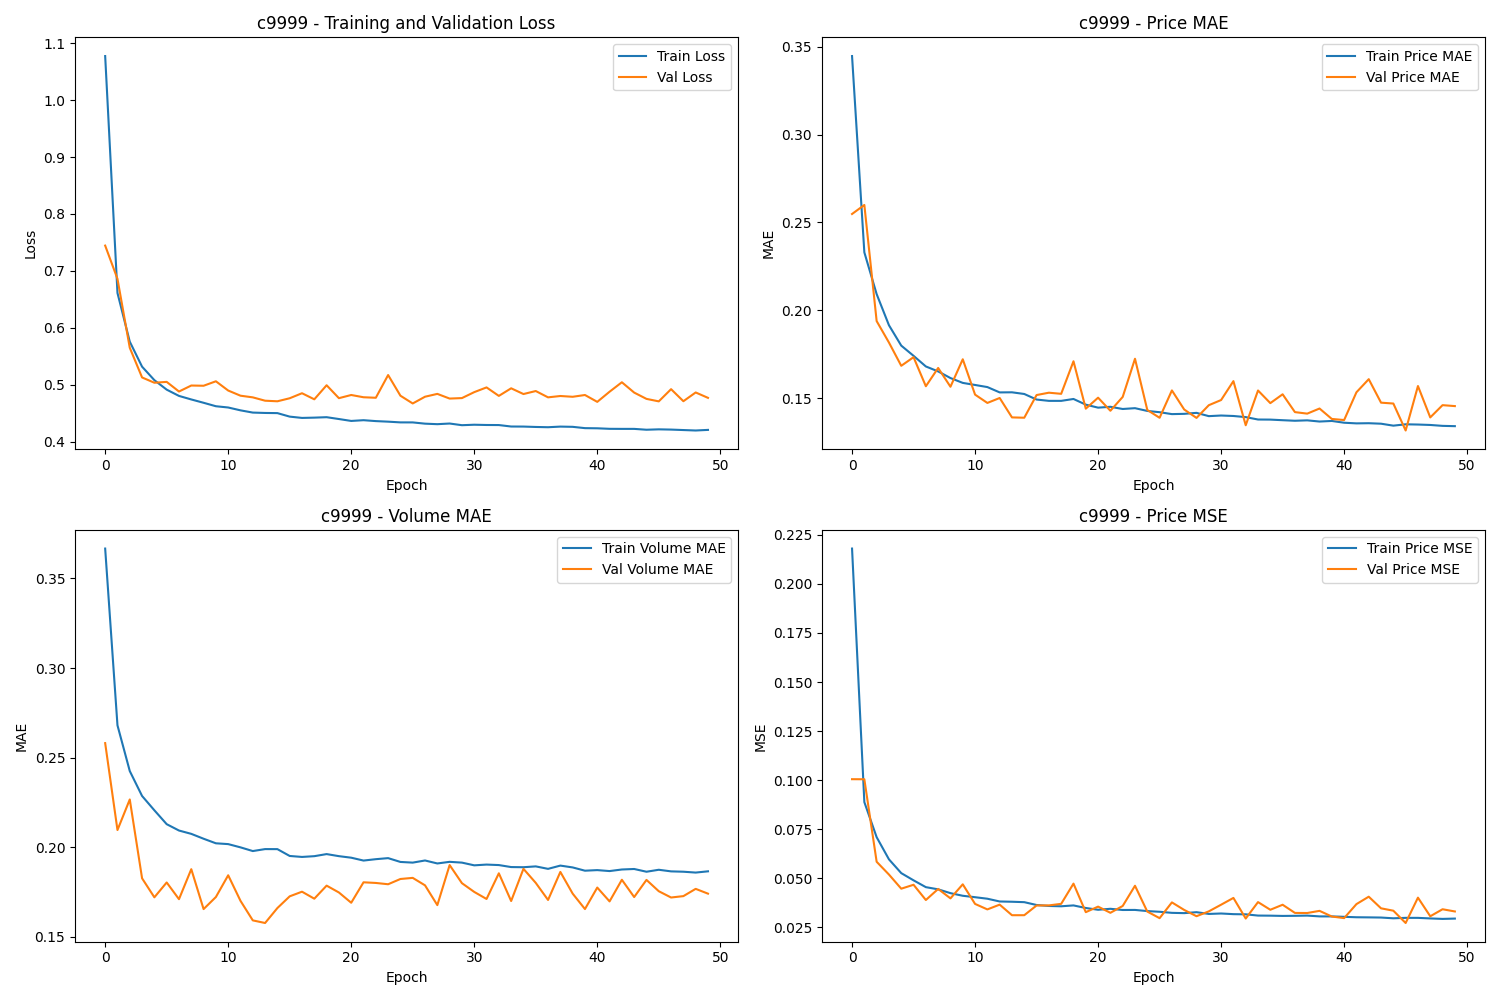 c9999 - Training and Validation Loss
1.1
1.0
0.9
0.8
0.7
0.6
0.5
0.4
Loss
Train Loss
Val Loss
0 10 20 30 40 50
Epoch
c9999 - Price MAE
0.35
0.30
0.25
0.20
0.15
MAE
Train Price MAE
Val Price MAE
0 10 20 30 40 50
Epoch
c9999 - Volume MAE
0.35
0.30
0.25
0.20
0.15
MAE
Train Volume MAE
Val Volume MAE
0 10 20 30 40 50
Epoch
c9999 - Price MSE
0.225
0.200
0.175
0.150
0.125
0.100
0.075
0.050
0.025
MSE
Train Price MSE
Val Price MSE
0 10 20 30 40 50
Epoch